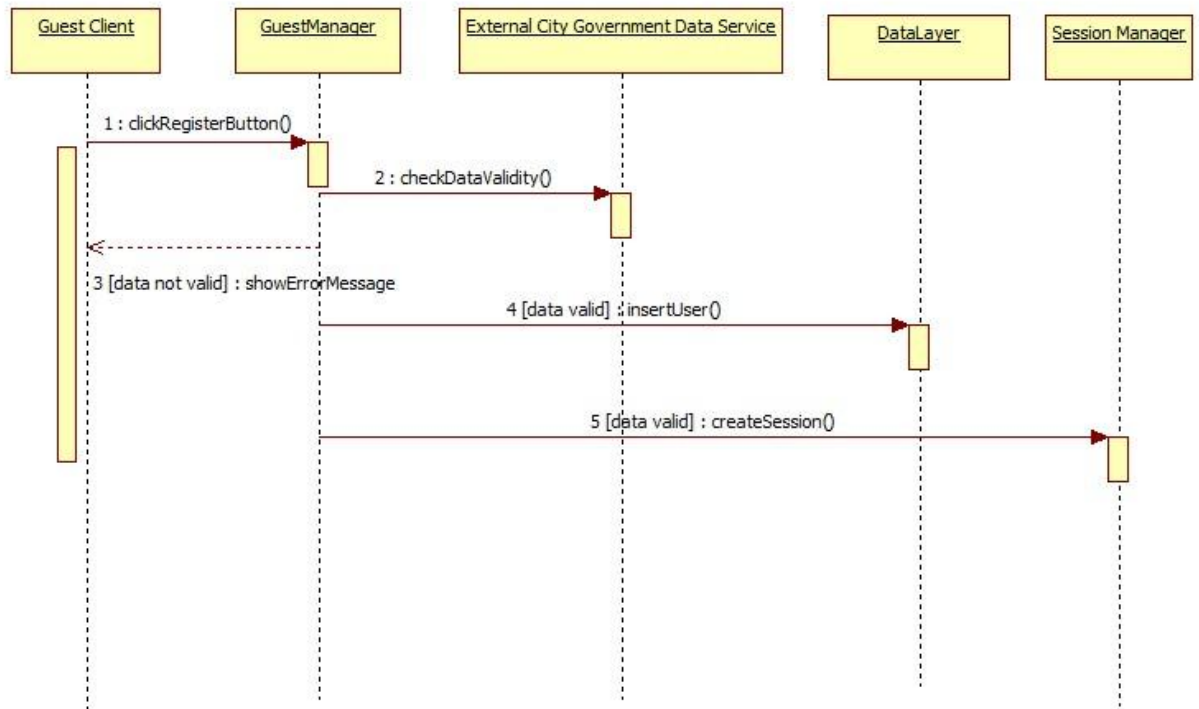 Guest Client
GuestManager
External City Government Data Service
DataLayer
Session Manager
1 : clickRegisterButton()
2 : checkDataValidity()
3 [data not valid] : showErrorMessage
4 [data valid] : insertUser()
5 [data valid] : createSession()